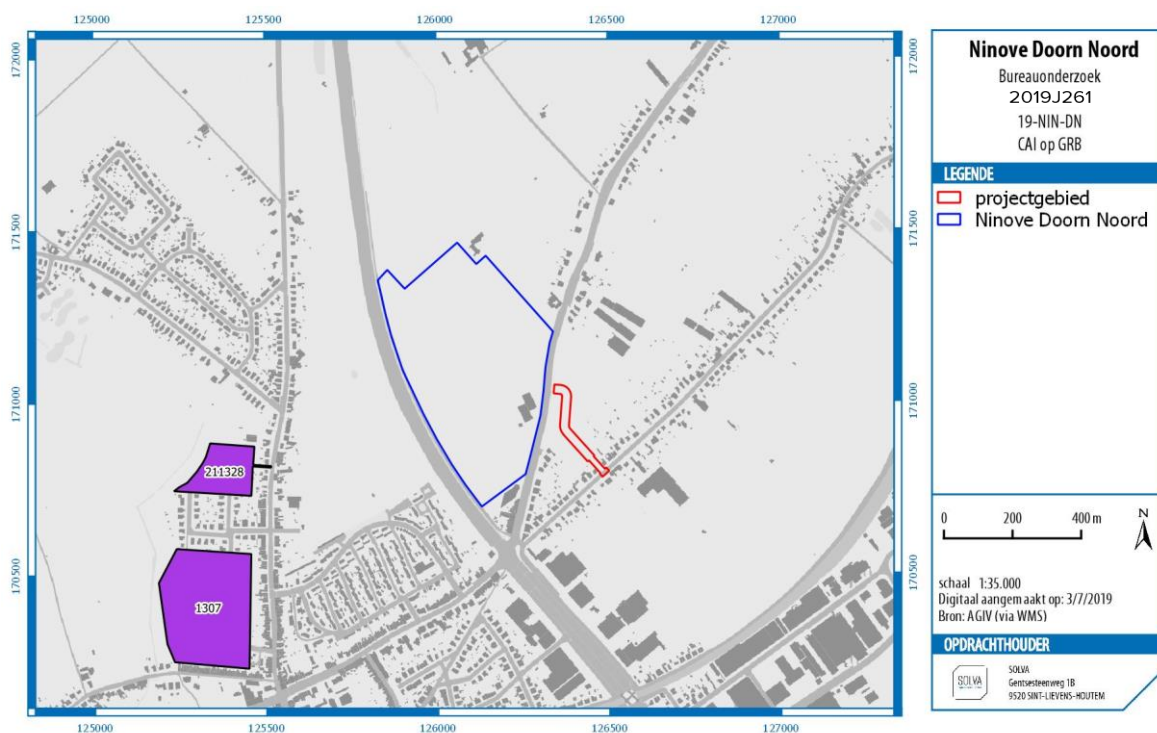 125000 125500 126000 126500 127000
172000
171500
171000
170500
172000
171500
171000
170500
125000 125500 126000 126500 127000
211328
1307
Ninove Doorn Noord
Bureauonderzoek
2019J261
19-NIN-DN
CAI op GRB
LEGENDE
projectgebied
Ninove Doorn Noord
0 200 400 m
N
schaal 1:35.000
Digitaal aangemaakt op: 3/7/2019
Bron: AGIV (via WMS)
OPDRACHTHOUDER
SOLVA
SOLVA
Gentsesteenweg 1B
9520 SINT-LIEVENS-HOUTEM